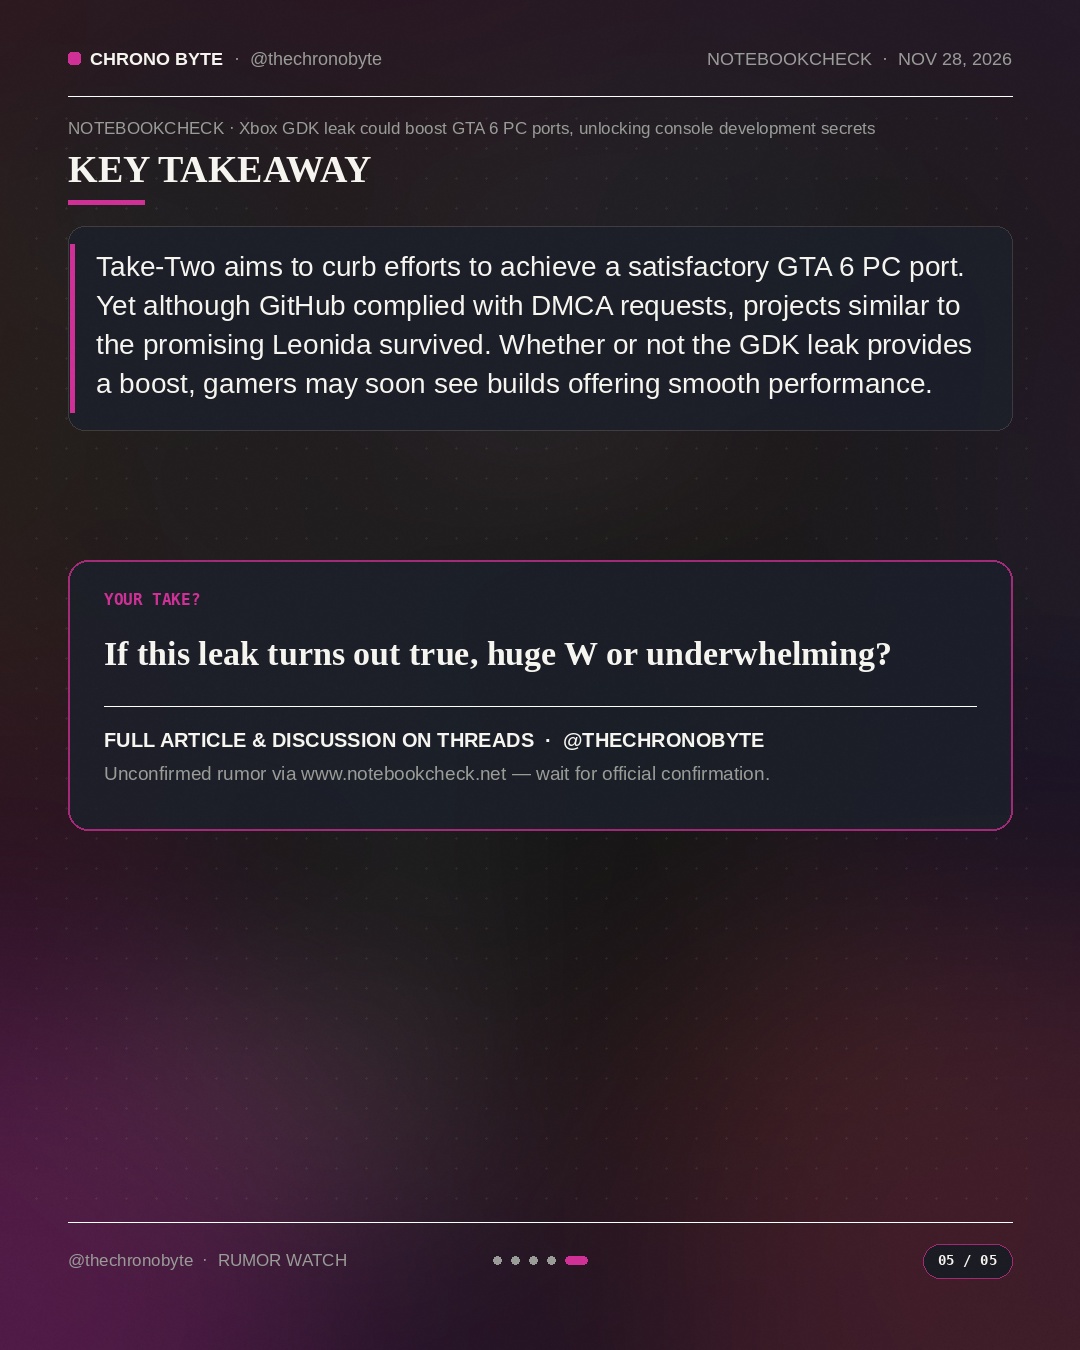 CHRONO BYTE · @thechronobyte
NOTEBOOKCHECK · NOV 28, 2026
NOTEBOOKCHECK · Xbox GDK leak could boost GTA 6 PC ports, unlocking console development secrets
KEY TAKEAWAY
Take-Two aims to curb efforts to achieve a satisfactory GTA 6 PC port.
Yet although GitHub complied with DMCA requests, projects similar to
the promising Leonida survived. Whether or not the GDK leak provides
a boost, gamers may soon see builds offering smooth performance.
YOUR TAKE?
If this leak turns out true, huge W or underwhelming?
FULL ARTICLE & DISCUSSION ON THREADS · @THECHRONOBYTE
Unconfirmed rumor via www.notebookcheck.net — wait for official confirmation.
@thechronobyte · RUMOR WATCH
05 / 05